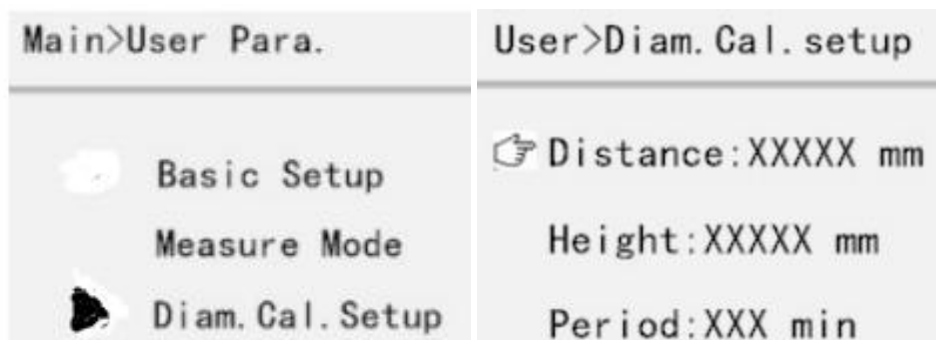 Main>User Para.
Basic Setup
Measure Mode
Diam.Cal.Setup
User>Diam.Cal.setup
Distance:XXXXX mm
Height:XXXXX mm
Period:XXX min